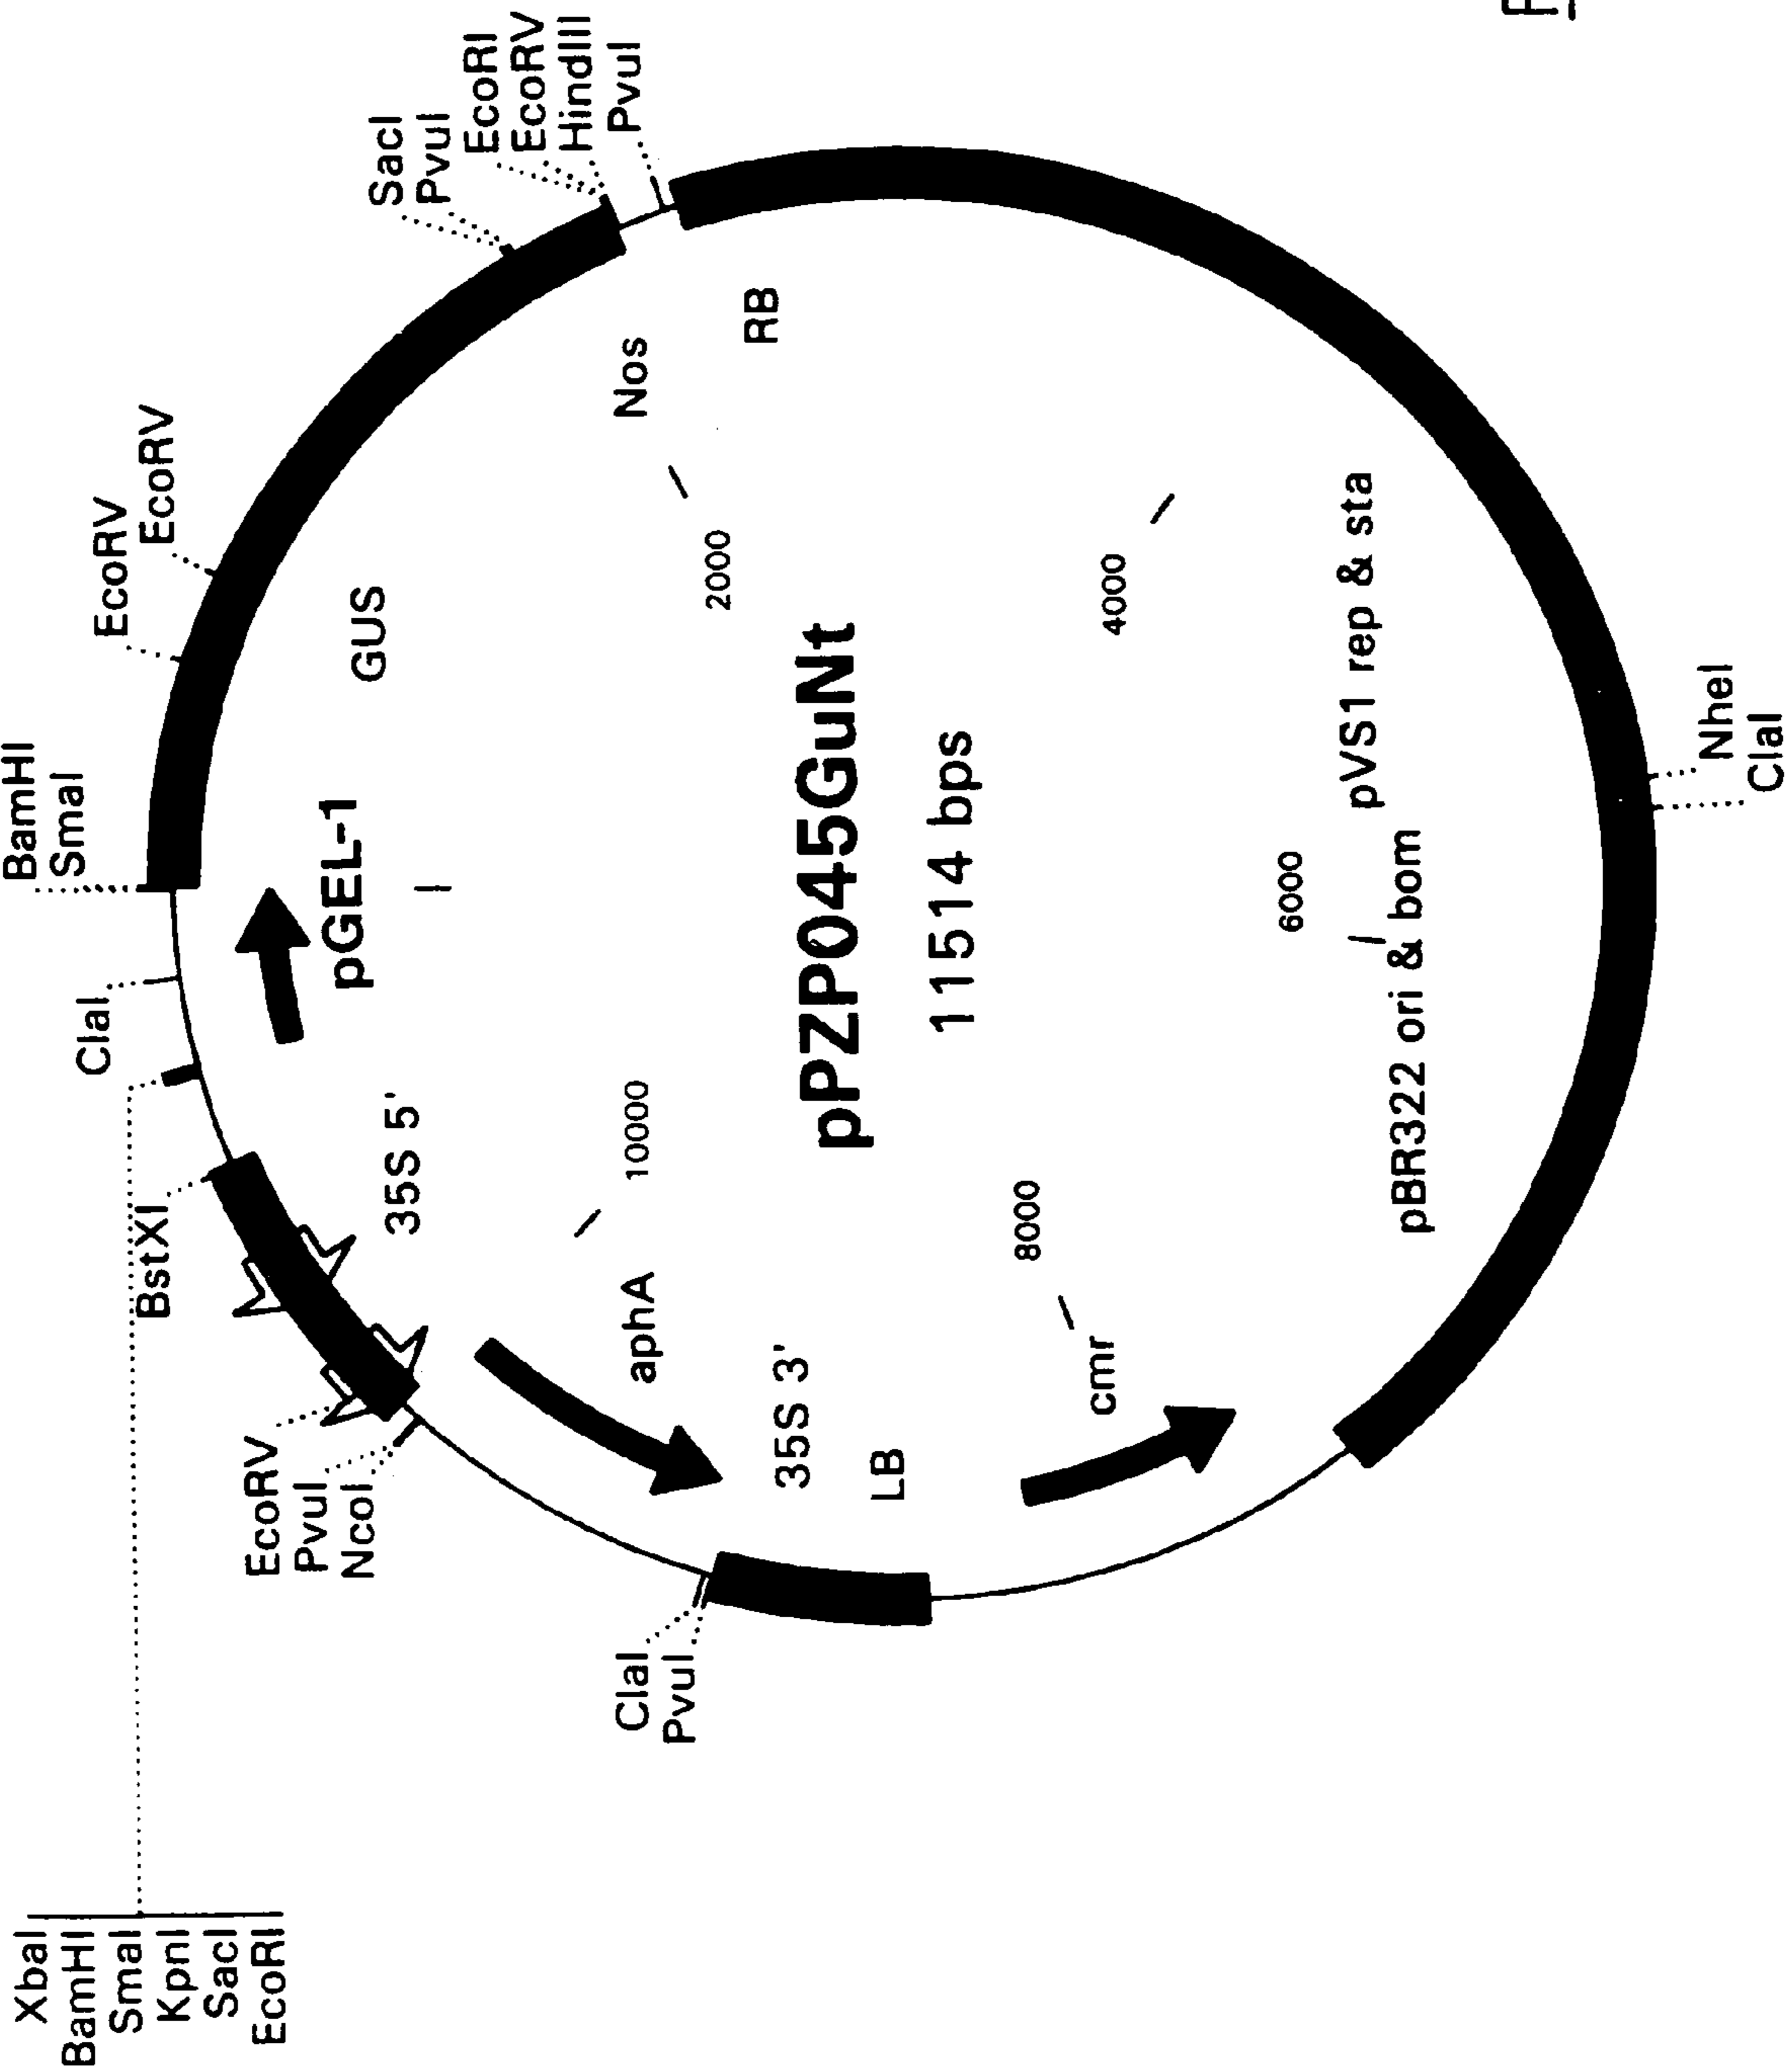 XbaI
BamHI
SmaI
KpnI
SacI
EcoRI
BstXI
ClaI
BamHI
SmaI
EcoRV
EcoRV
SacI
PvuI
EcoRI
EcoRV
HindIII
PvuI
EcoRV
PvuI
NcoI
ClaI
PvuI
NheI
ClaI
pGEL-1
GUS
Nos
RB
35S 5'
aphA
35S 3'
LB
cmr
2000
4000
6000
8000
10000
pPZP045GuNt
11514 bps
pVS1 rep & sta
pBR322 ori & bom